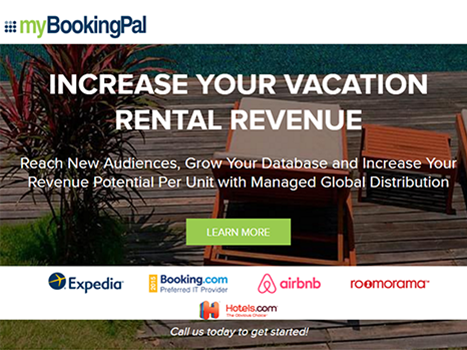 myBookingPal
INCREASE YOUR VACATION
RENTAL REVENUE
Reach New Audiences, Grow Your Database and Increase Your
Revenue Potential Per Unit with Managed Global Distribution
LEARN MORE
Expedia
Booking.com
Preferred IT Provider
airbnb
roomorama™
Hotels.com
The Obvious Choice
Call us today to get started!